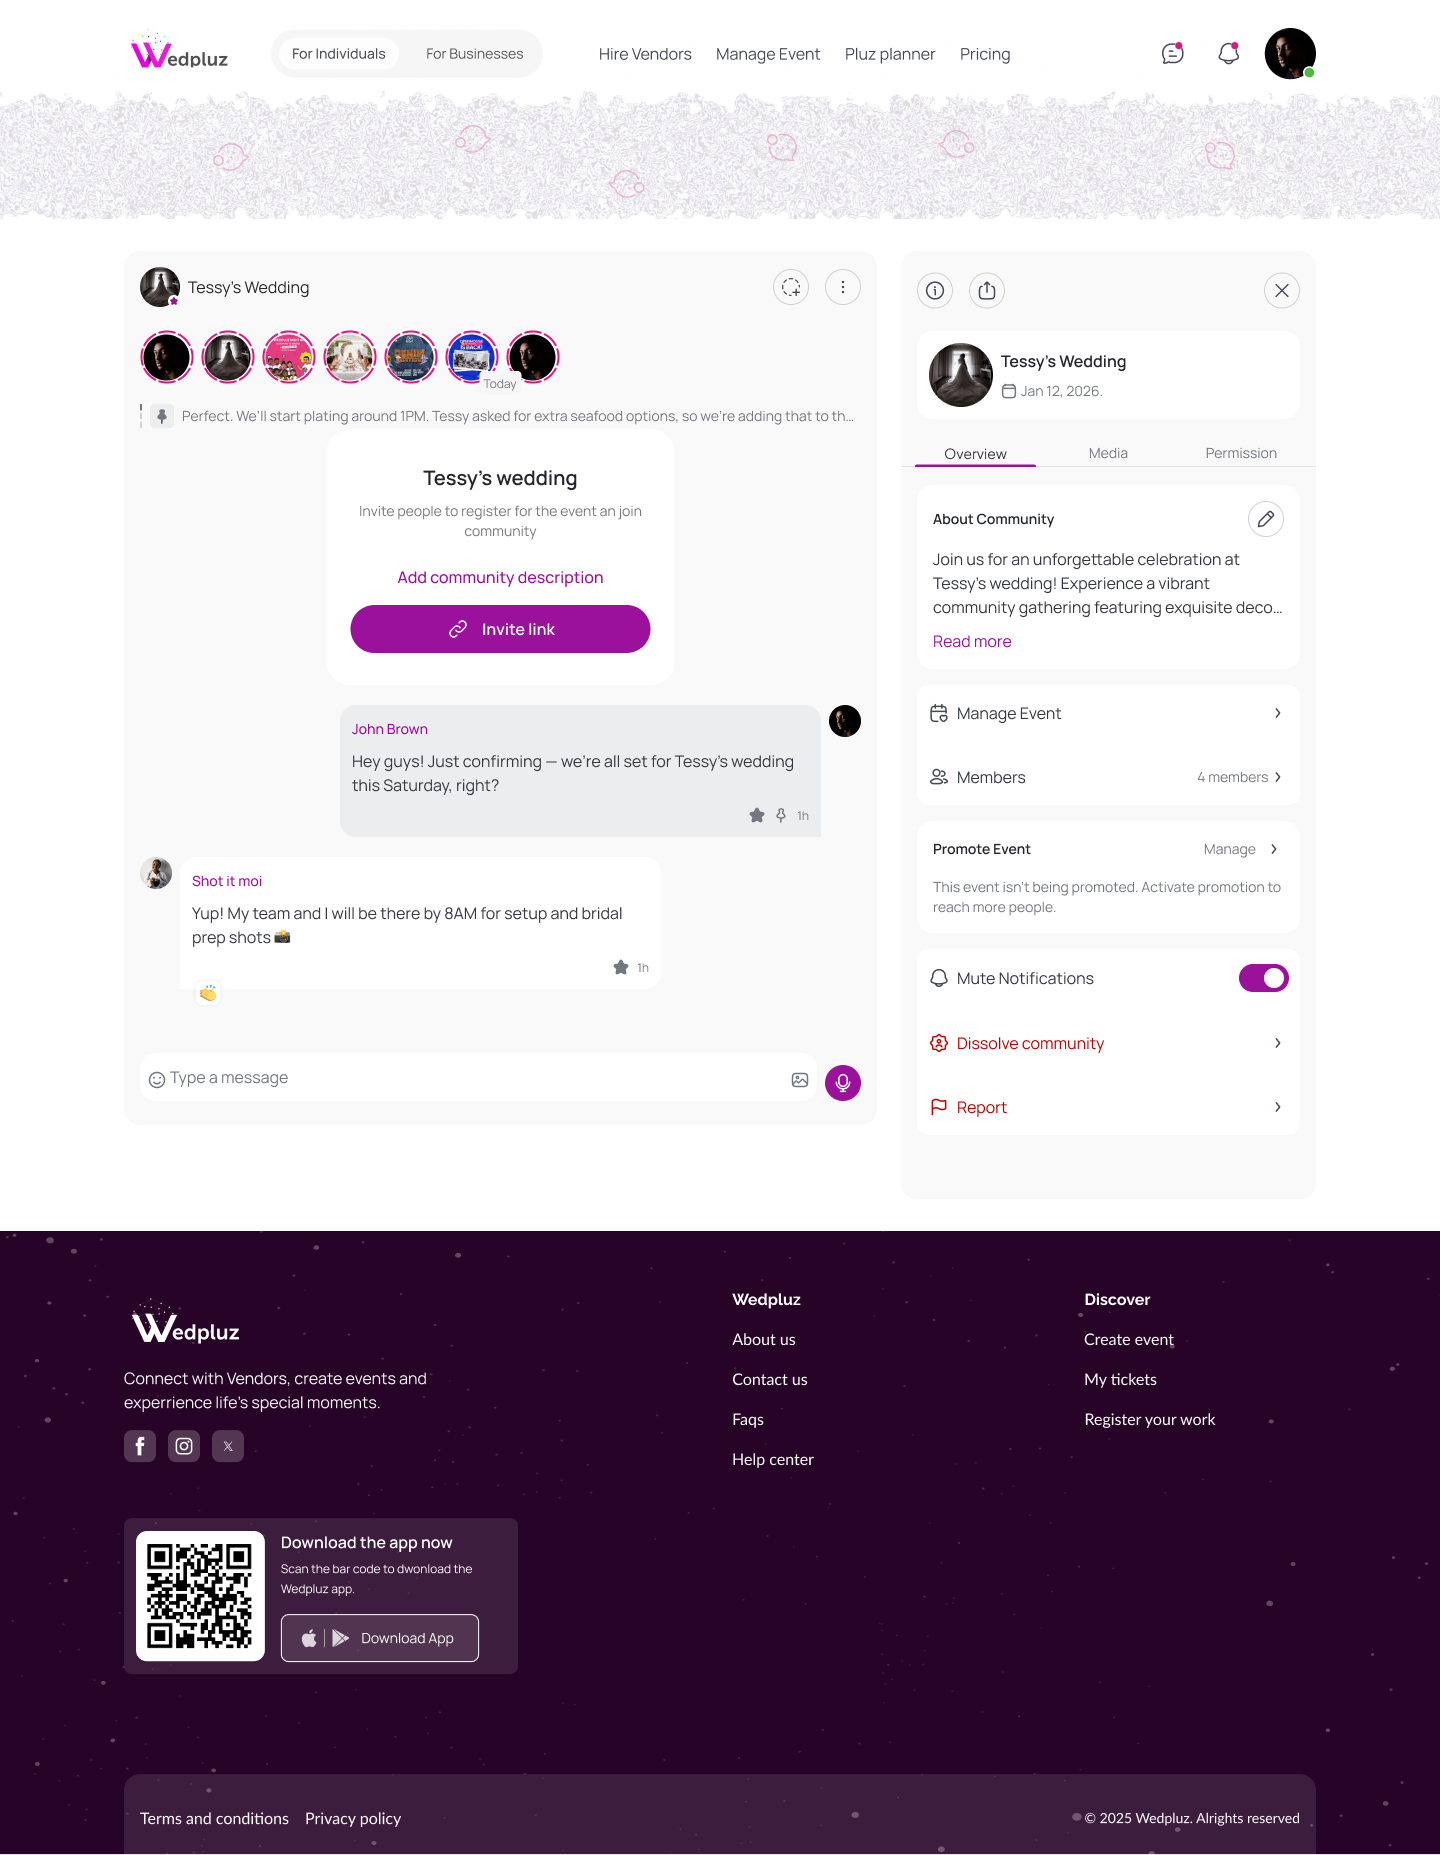 Wedpluz
For Individuals
For Businesses
Hire Vendors
Manage Event
Pluz planner
Pricing
Tessy's Wedding
Today
Perfect. We'll start plating around 1PM. Tessy asked for extra seafood options, so we're adding that to th...
Tessy's wedding
Invite people to register for the event an join
community
Add community description
Invite link
John Brown
Hey guys! Just confirming — we're all set for Tessy's wedding
this Saturday, right?
1h
Shot it moi
Yup! My team and I will be there by 8AM for setup and bridal
prep shots 📸
1h
👏
Type a message
Tessy's Wedding
Jan 12, 2026.
Overview
Media
Permission
About Community
Join us for an unforgettable celebration at
Tessy's wedding! Experience a vibrant
community gathering featuring exquisite deco...
Read more
Manage Event
Members
4 members
Promote Event
Manage
This event isn't being promoted. Activate promotion to
reach more people.
Mute Notifications
Dissolve community
Report
Wedpluz
Connect with Vendors, create events and
experrience life's special moments.
Download the app now
Scan the bar code to dwonload the
Wedpluz app.
Download App
Wedpluz
About us
Contact us
Faqs
Help center
Discover
Create event
My tickets
Register your work
Terms and conditions
Privacy policy
© 2025 Wedpluz. Alrights reserved